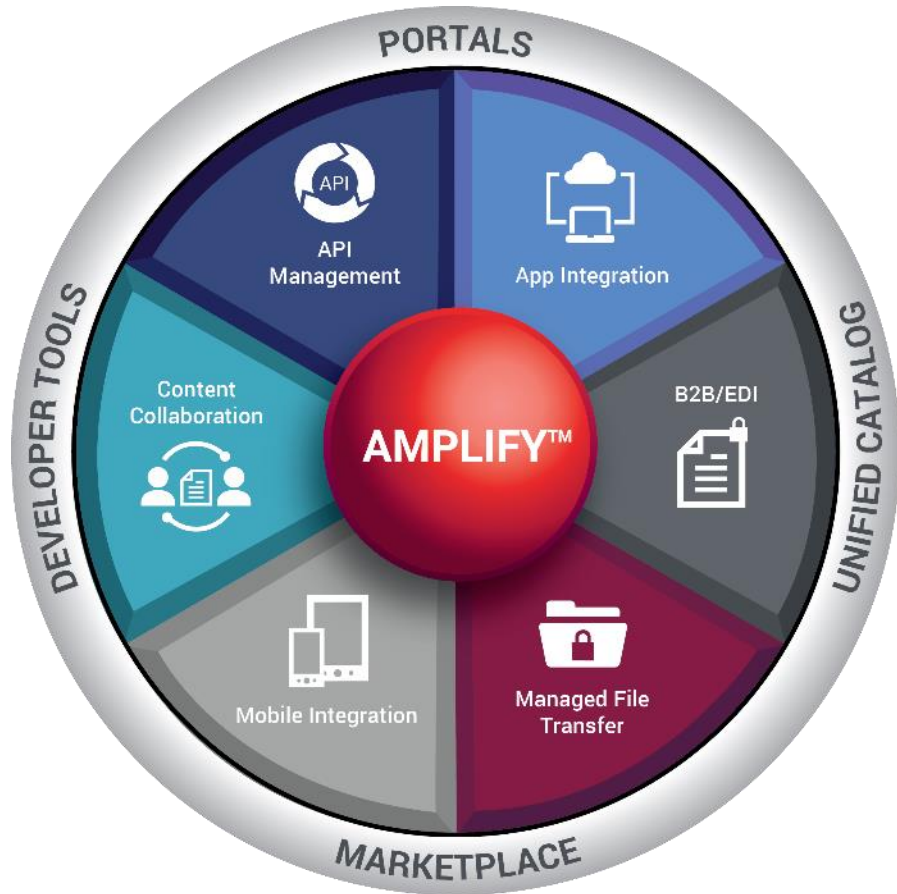 PORTALS
API
API
Management
App Integration
DEVELOPER TOOLS
Content
Collaboration
AMPLIFY™
B2B/EDI
UNIFIED CATALOG
Mobile Integration
Managed File
Transfer
MARKETPLACE